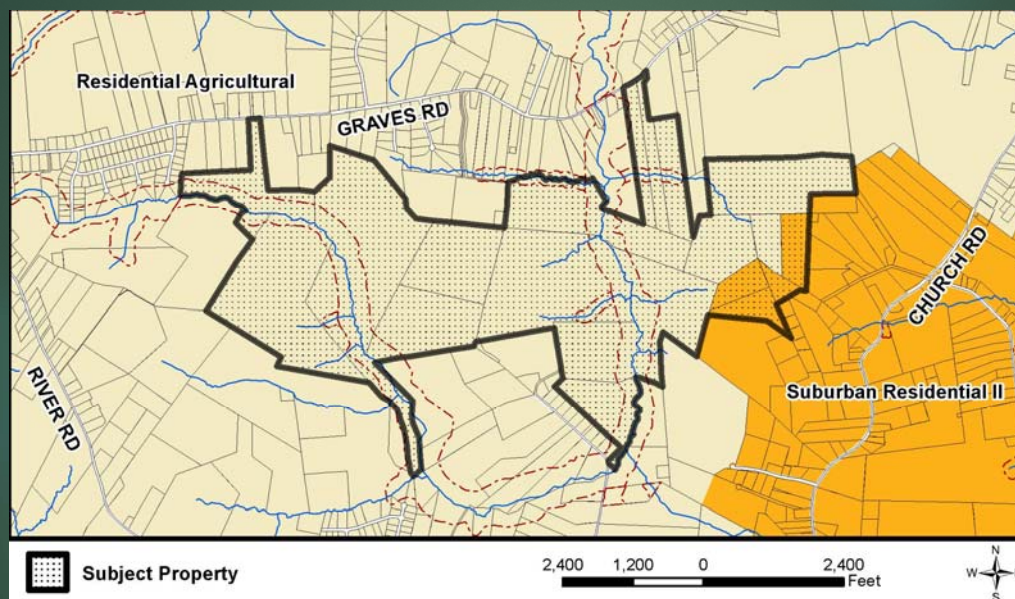 Residential Agricultural
GRAVES RD
CHURCH RD
RIVER RD
Suburban Residential II
Subject Property
2,400 1,200 0 2,400
Feet
N
W
S